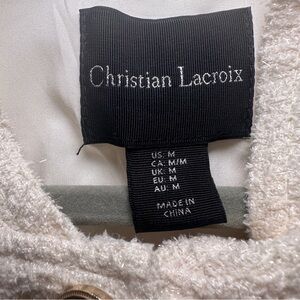 Christian Lacroix
US: M
CA: M/M
UK: M
EU: M
AU: M
MADE IN
CHINA